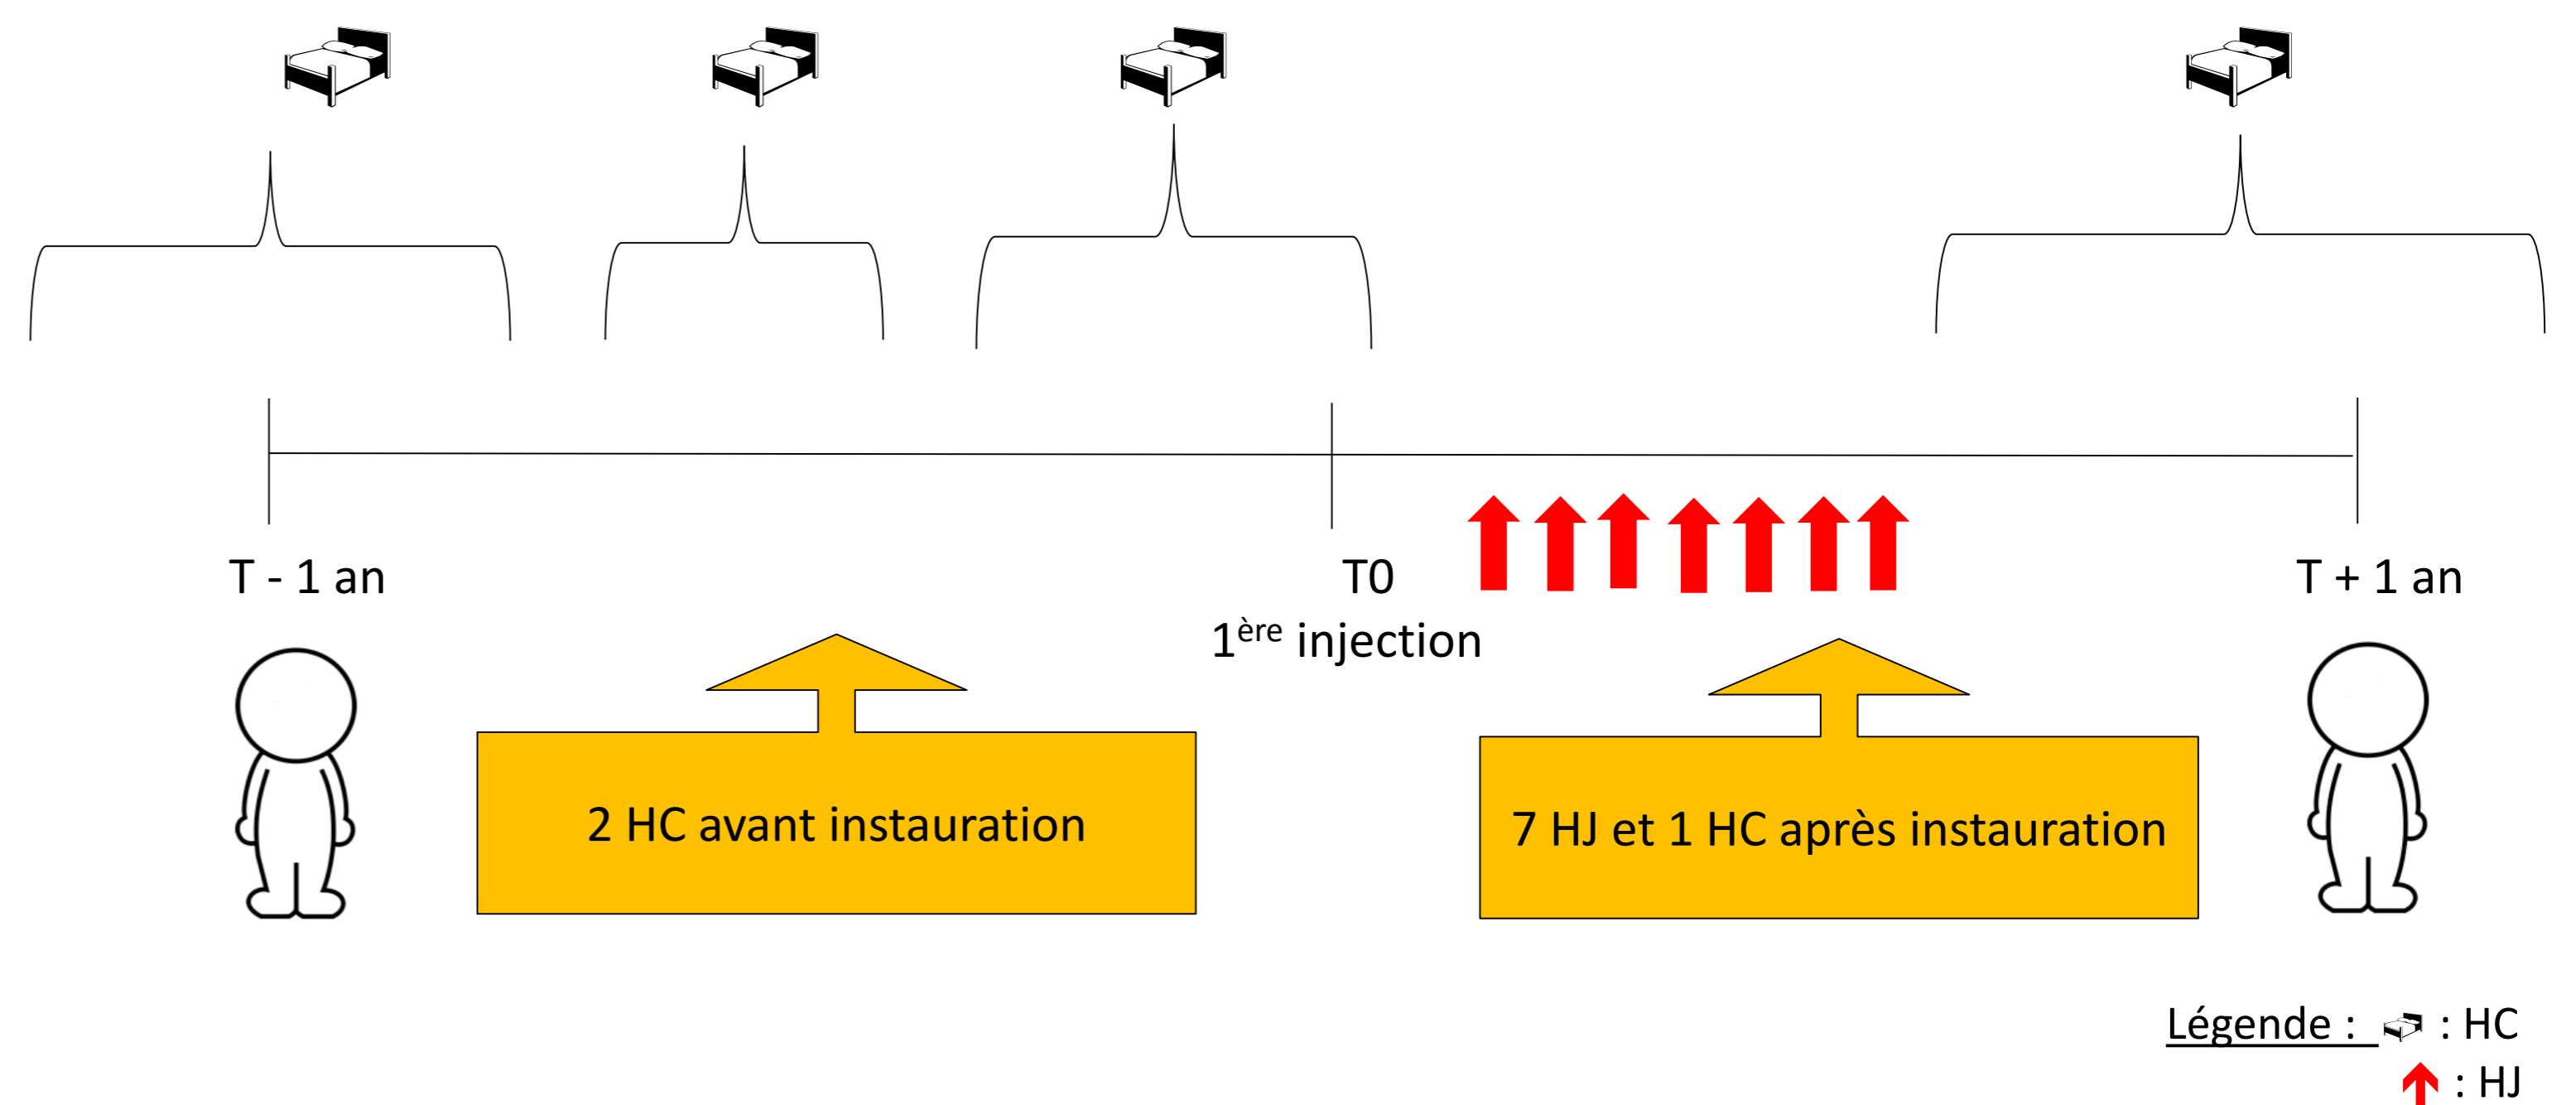 T - 1 an
T0
1ère injection
T + 1 an
2 HC avant instauration
7 HJ et 1 HC après instauration
Légende : : HC
: HJ